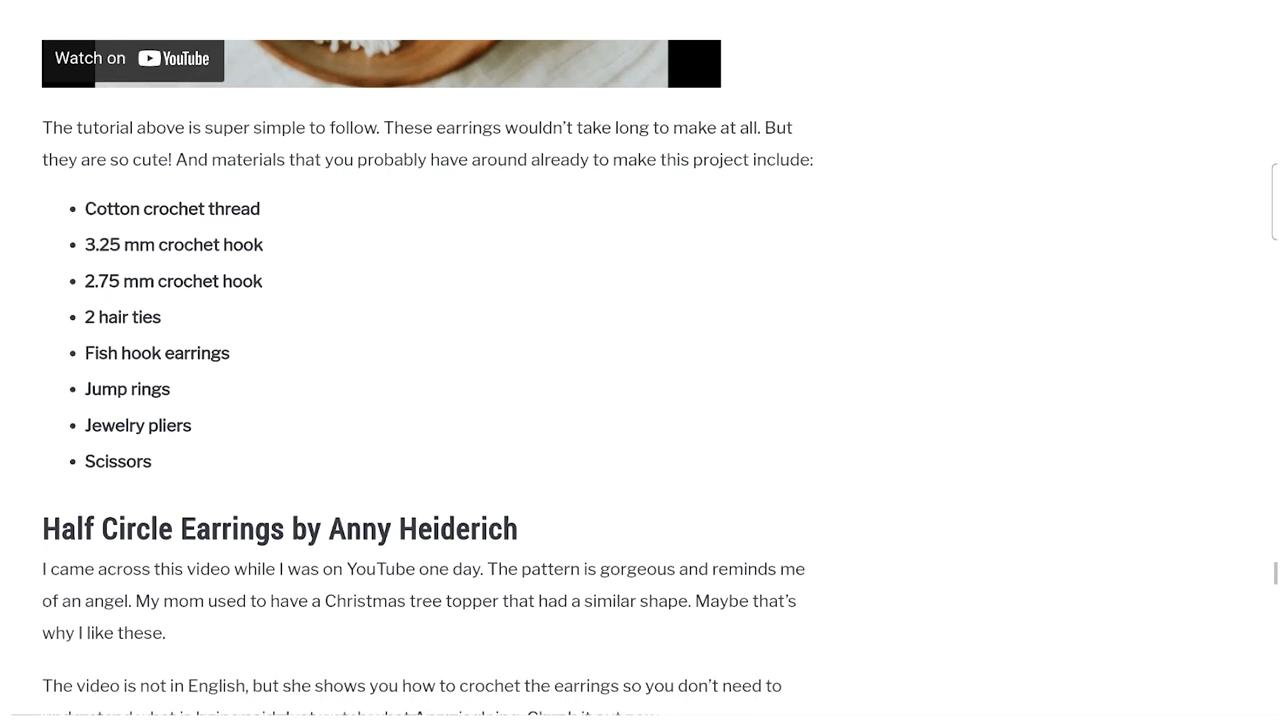 Watch on YouTube
The tutorial above is super simple to follow. These earrings wouldn't take long to make at all. But
they are so cute! And materials that you probably have around already to make this project include:
• Cotton crochet thread
• 3.25 mm crochet hook
• 2.75 mm crochet hook
• 2 hair ties
• Fish hook earrings
• Jump rings
• Jewelry pliers
• Scissors
Half Circle Earrings by Anny Heiderich
I came across this video while I was on YouTube one day. The pattern is gorgeous and reminds me
of an angel. My mom used to have a Christmas tree topper that had a similar shape. Maybe that's
why I like these.
The video is not in English, but she shows you how to crochet the earrings so you don't need to